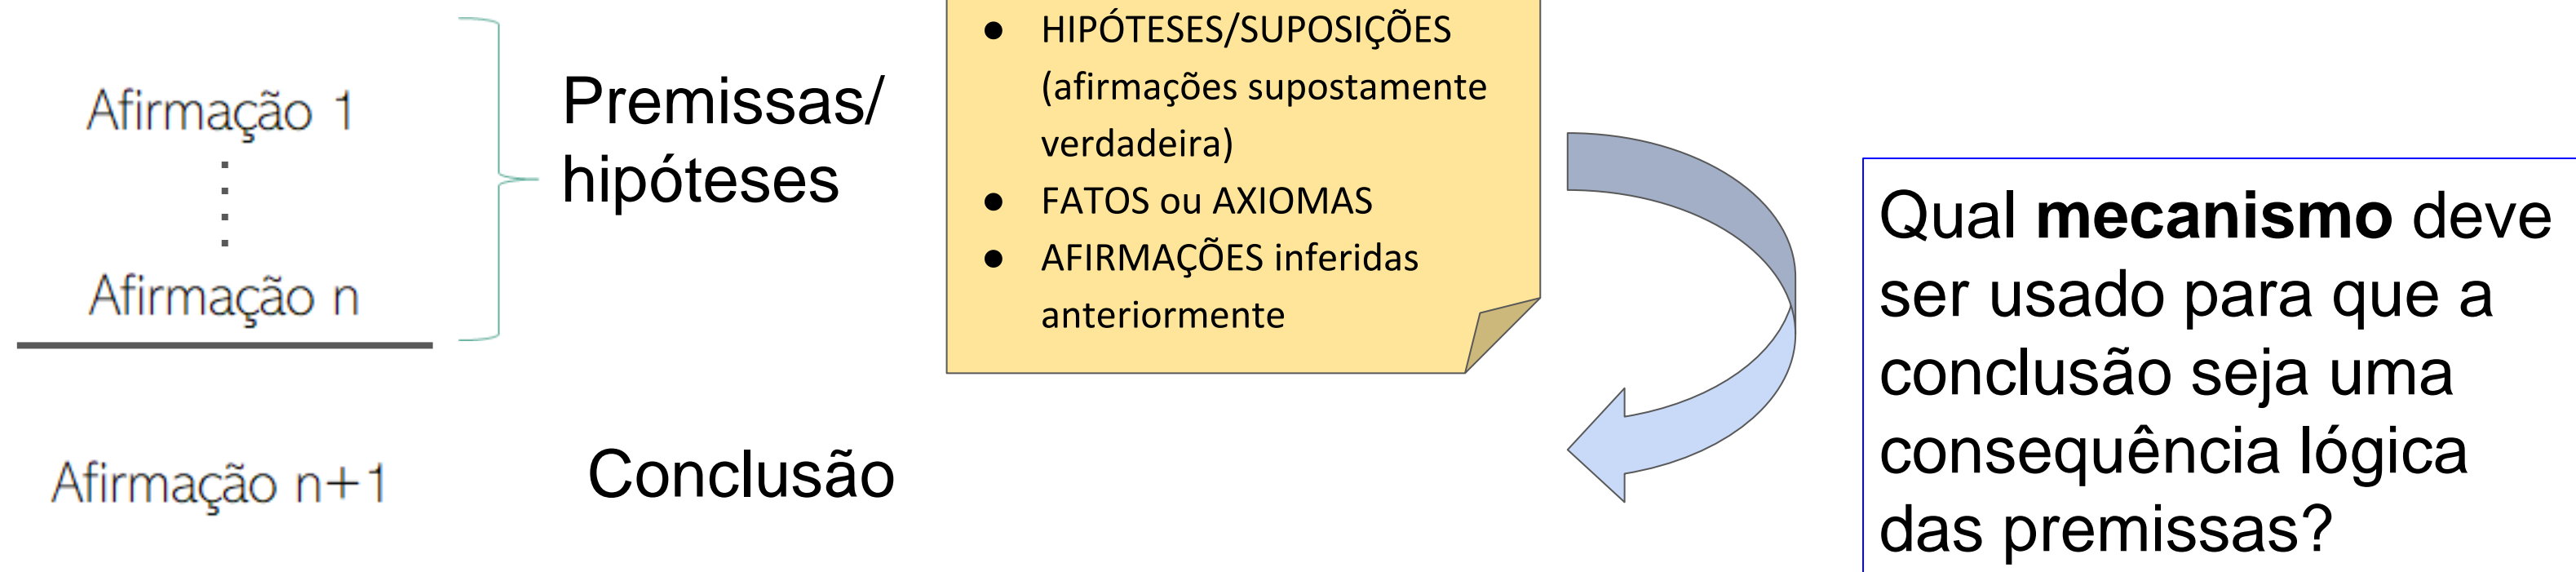 Afirmação 1
⋮
Afirmação n
Afirmação n+1
Premissas/
hipóteses
Conclusão
● HIPÓTESES/SUPOSIÇÕES
(afirmações supostamente
verdadeira)
● FATOS ou AXIOMAS
● AFIRMAÇÕES inferidas
anteriormente
Qual mecanismo deve
ser usado para que a
conclusão seja uma
consequência lógica
das premissas?